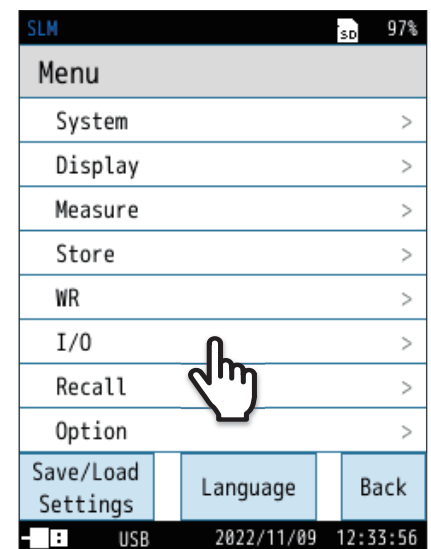 SLM SD 97%
Menu
System >
Display >
Measure >
Store >
WR >
I/O >
Recall >
Option >
Save/Load
Settings
Language
Back
USB 2022/11/09 12:33:56